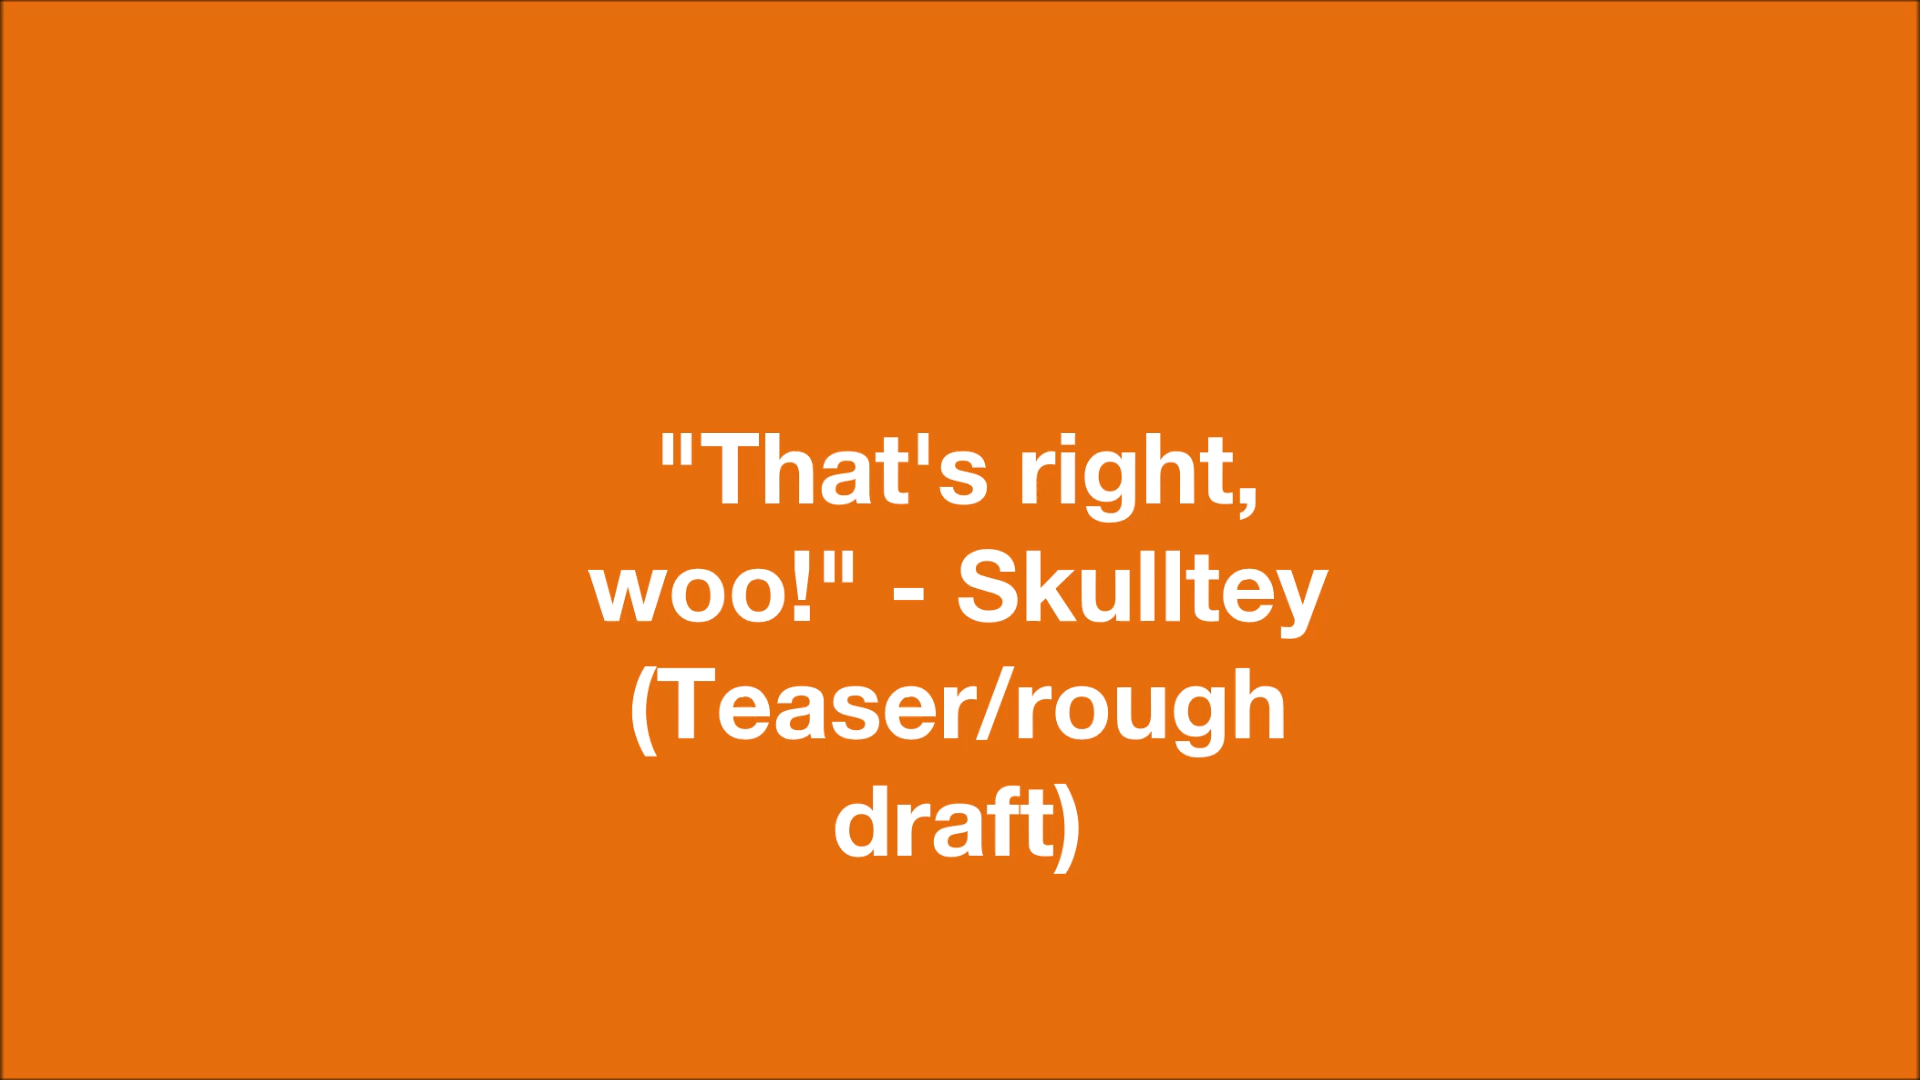 "That's right,
woo!" - Skulltey
(Teaser/rough
draft)